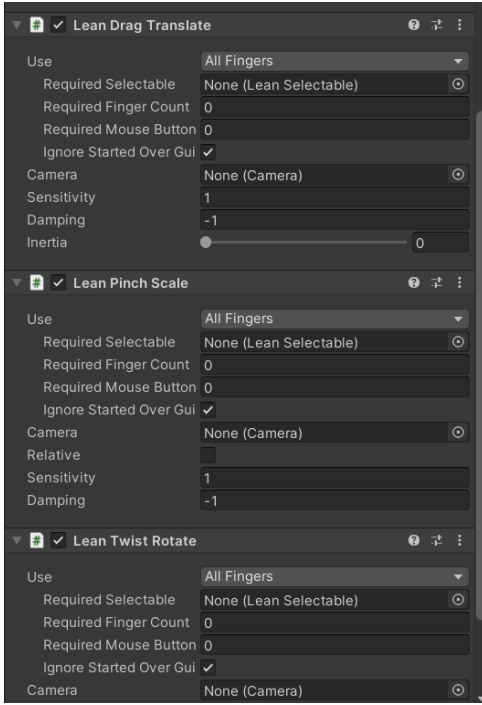 Lean Drag Translate
Use All Fingers
Required Selectable None (Lean Selectable)
Required Finger Count 0
Required Mouse Button 0
Ignore Started Over Gui
Camera None (Camera)
Sensitivity 1
Damping -1
Inertia 0
Lean Pinch Scale
Use All Fingers
Required Selectable None (Lean Selectable)
Required Finger Count 0
Required Mouse Button 0
Ignore Started Over Gui
Camera None (Camera)
Relative
Sensitivity 1
Damping -1
Lean Twist Rotate
Use All Fingers
Required Selectable None (Lean Selectable)
Required Finger Count 0
Required Mouse Button 0
Ignore Started Over Gui
Camera None (Camera)